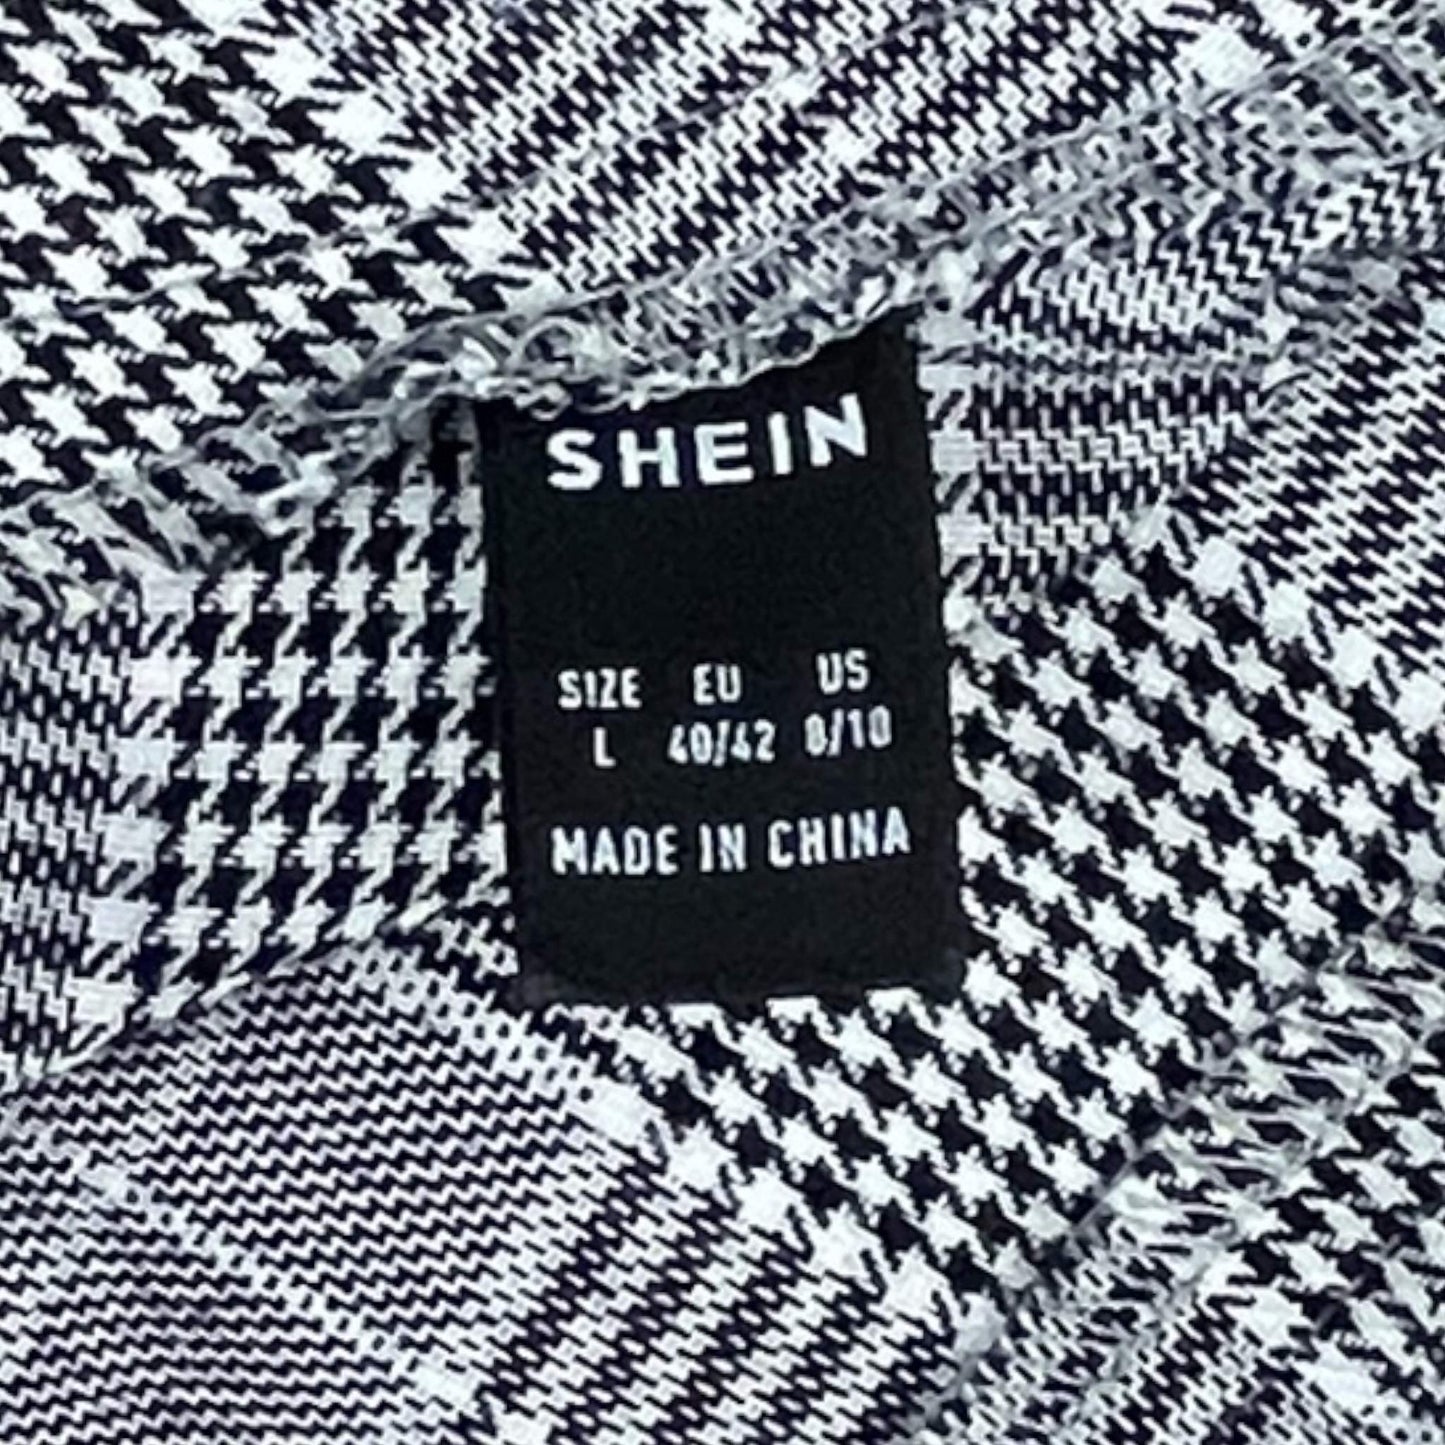 SHEIN
SIZE EU US
L 40/42 8/10
MADE IN CHINA